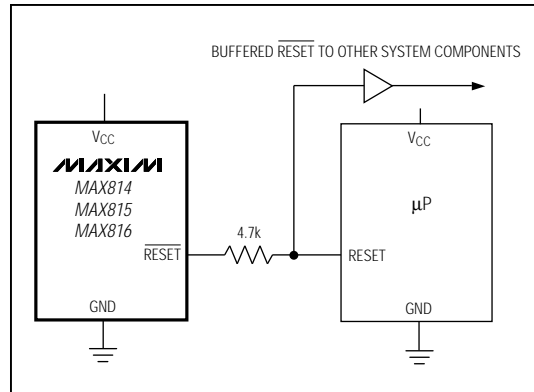 BUFFERED RESET TO OTHER SYSTEM COMPONENTS
VCC
MAXIM
MAX814
MAX815
MAX816
RESET
GND
4.7k
VCC
µP
RESET
GND